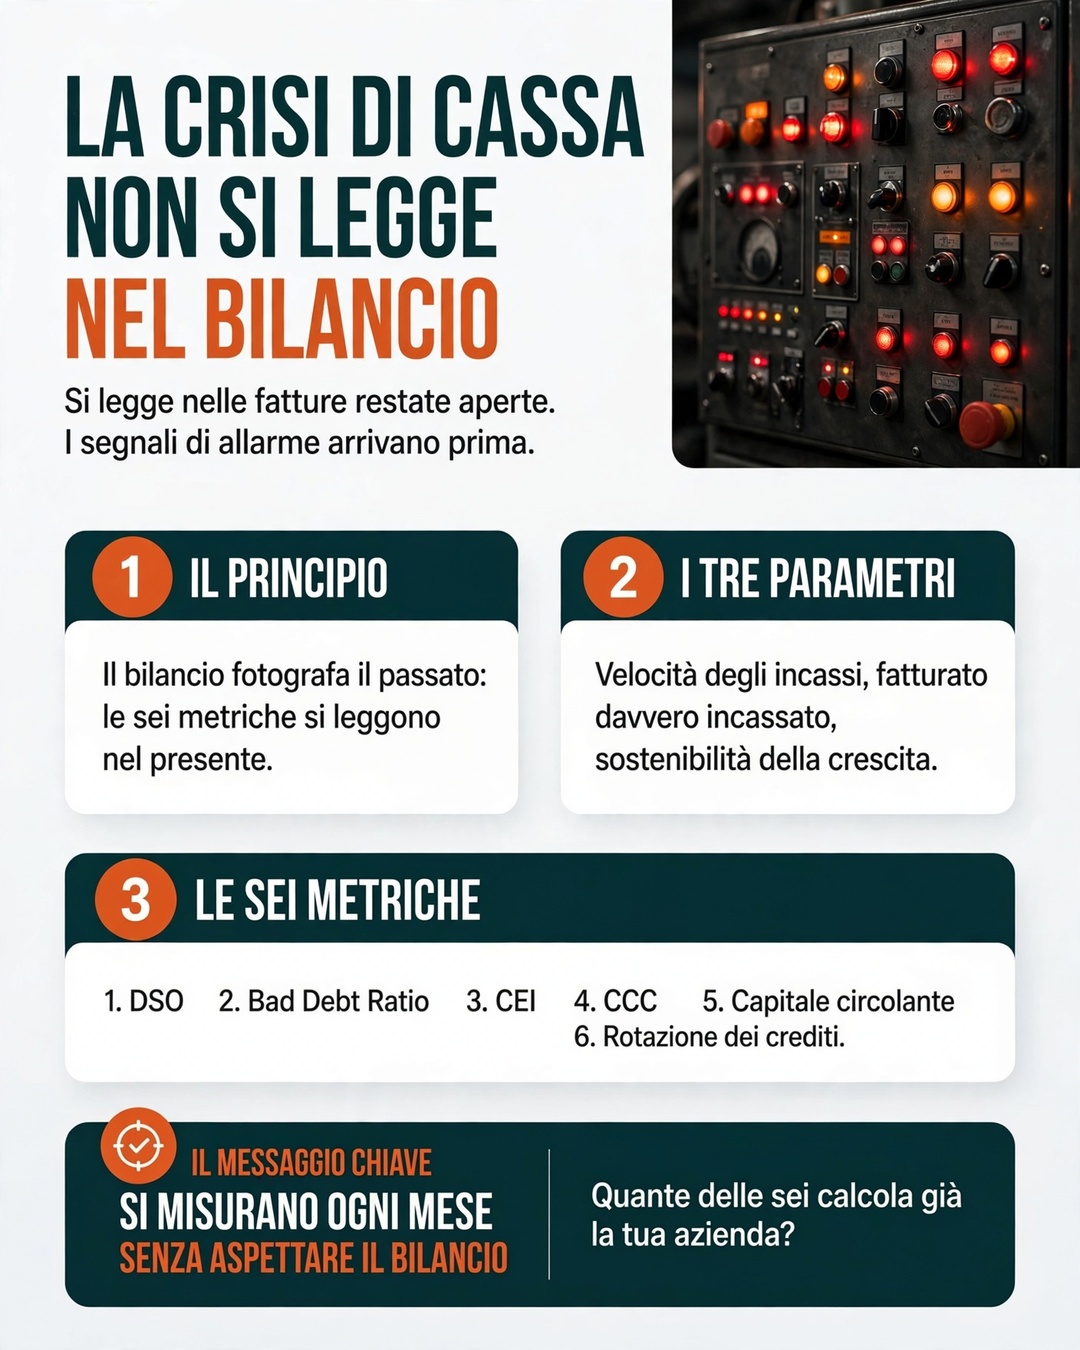 LA CRISI DI CASSA
NON SI LEGGE
NEL BILANCIO
Si legge nelle fatture restate aperte.
I segnali di allarme arrivano prima.
1 IL PRINCIPIO
Il bilancio fotografa il passato:
le sei metriche si leggono
nel presente.
2 I TRE PARAMETRI
Velocità degli incassi, fatturato
davvero incassato,
sostenibilità della crescita.
3 LE SEI METRICHE
1. DSO 2. Bad Debt Ratio 3. CEI 4. CCC 5. Capitale circolante
6. Rotazione dei crediti.
IL MESSAGGIO CHIAVE
SI MISURANO OGNI MESE
SENZA ASPETTARE IL BILANCIO
Quante delle sei calcola già
la tua azienda?